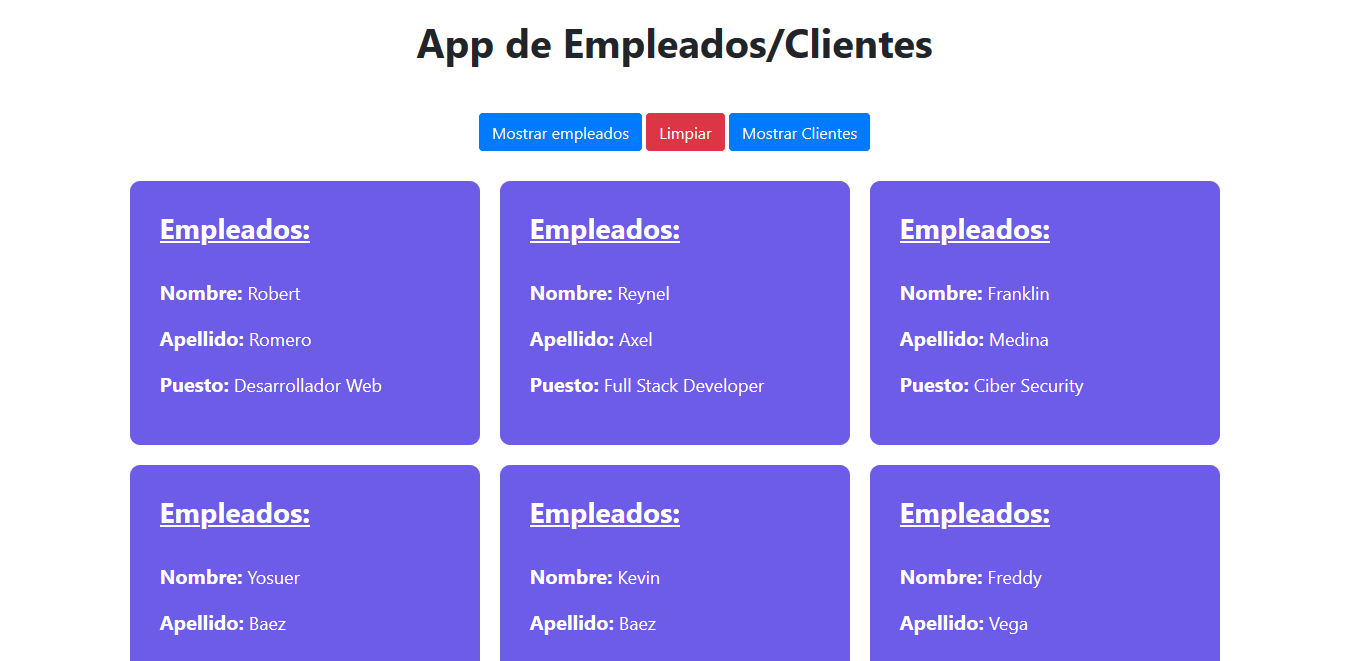 App de Empleados/Clientes
Mostrar empleados
Limpiar
Mostrar Clientes
Empleados:
Nombre: Robert
Apellido: Romero
Puesto: Desarrollador Web
Empleados:
Nombre: Reynel
Apellido: Axel
Puesto: Full Stack Developer
Empleados:
Nombre: Franklin
Apellido: Medina
Puesto: Ciber Security
Empleados:
Nombre: Yosuer
Apellido: Baez
Empleados:
Nombre: Kevin
Apellido: Baez
Empleados:
Nombre: Freddy
Apellido: Vega